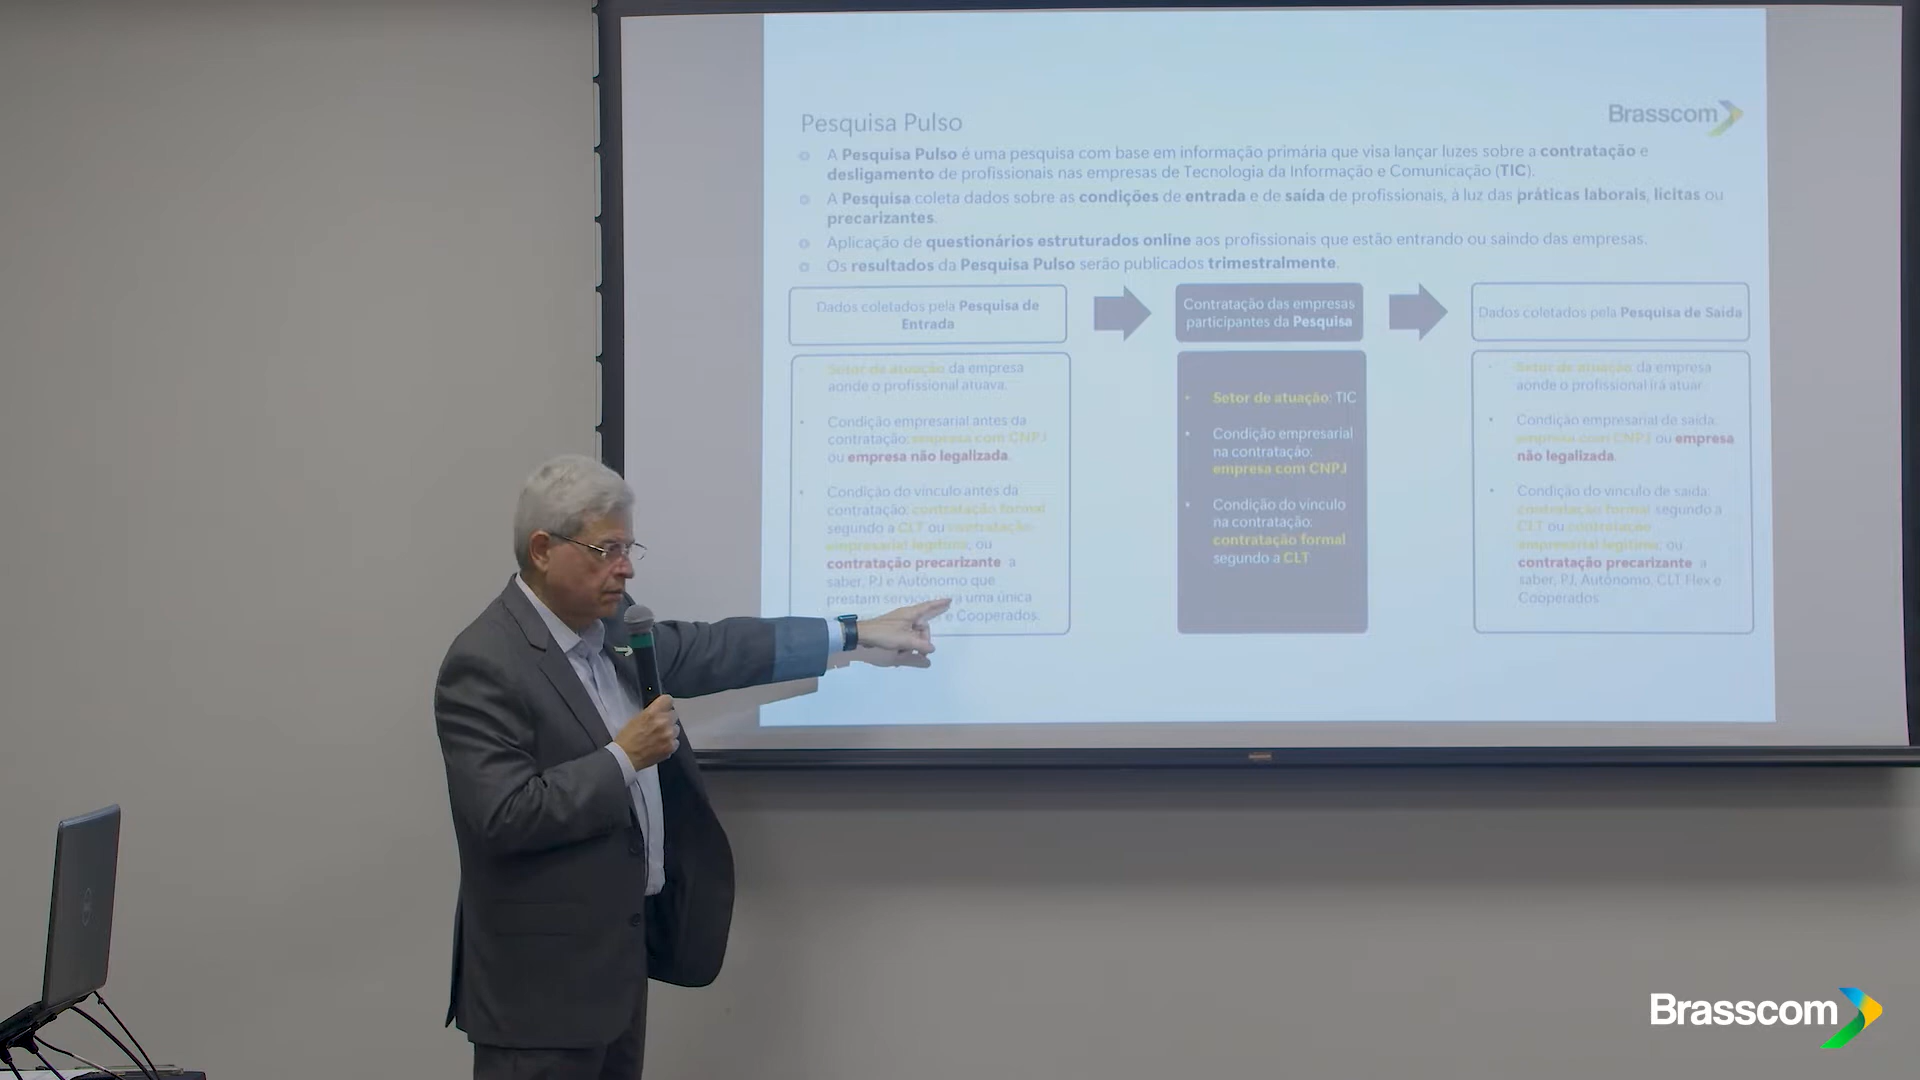 Pesquisa Pulso
Brasscom
A Pesquisa Pulso é uma pesquisa com base em informação primária que visa lançar luzes sobre a contratação e
desligamento de profissionais nas empresas de Tecnologia da Informação e Comunicação (TIC).
A Pesquisa coleta dados sobre as condições de entrada e de saída de profissionais, à luz das práticas laborais, lícitas ou
precarizantes.
Aplicação de questionários estruturados online aos profissionais que estão entrando ou saindo das empresas.
Os resultados da Pesquisa Pulso serão publicados trimestralmente.
Dados coletados pela Pesquisa de
Entrada
Setor de atuação da empresa
aonde o profissional atuava.
Condição empresarial antes da
contratação: empresa com CNPJ
ou empresa não legalizada.
Condição do vínculo antes da
contratação: contratação formal
segundo a CLT ou contratação
empresarial legítima, ou
contratação precarizante a
saber, PJ e Autônomo que
prestam serviço para uma única
e Cooperados.
Contratação das empresas
participantes da Pesquisa
Setor de atuação: TIC
Condição empresarial
na contratação:
empresa com CNPJ
Condição do vínculo
na contratação:
contratação formal
segundo a CLT
Dados coletados pela Pesquisa de Saída
Setor de atuação da empresa
aonde o profissional irá atuar.
Condição empresarial de saída:
empresa com CNPJ ou empresa
não legalizada.
Condição do vínculo de saída:
contratação formal segundo a
CLT ou contratação
empresarial legítima, ou
contratação precarizante a
saber, PJ, Autônomo, CLT Flex e
Cooperados.
Brasscom